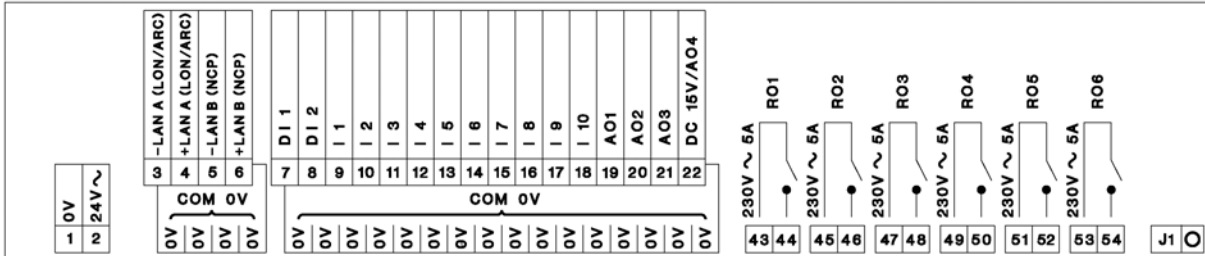 -LAN A (LON/ARC)
+LAN A (LON/ARC)
-LAN B (NCP)
+LAN B (NCP)
DI 1
DI 2
I 1
I 2
I 3
I 4
I 5
I 6
I 7
I 8
I 9
I 10
AO1
AO2
AO3
DC 15V/AO4
3 4 5 6
7 8 9 10 11 12 13 14 15 16 17 18 19 20 21 22
COM 0V
COM 0V
0V
24V~
1 2
0V 0V 0V 0V
0V 0V 0V 0V 0V 0V 0V 0V 0V 0V 0V 0V 0V 0V 0V 0V
RO1
230V ~ 5A
43 44
RO2
230V ~ 5A
45 46
RO3
230V ~ 5A
47 48
RO4
230V ~ 5A
49 50
RO5
230V ~ 5A
51 52
RO6
230V ~ 5A
53 54
J1